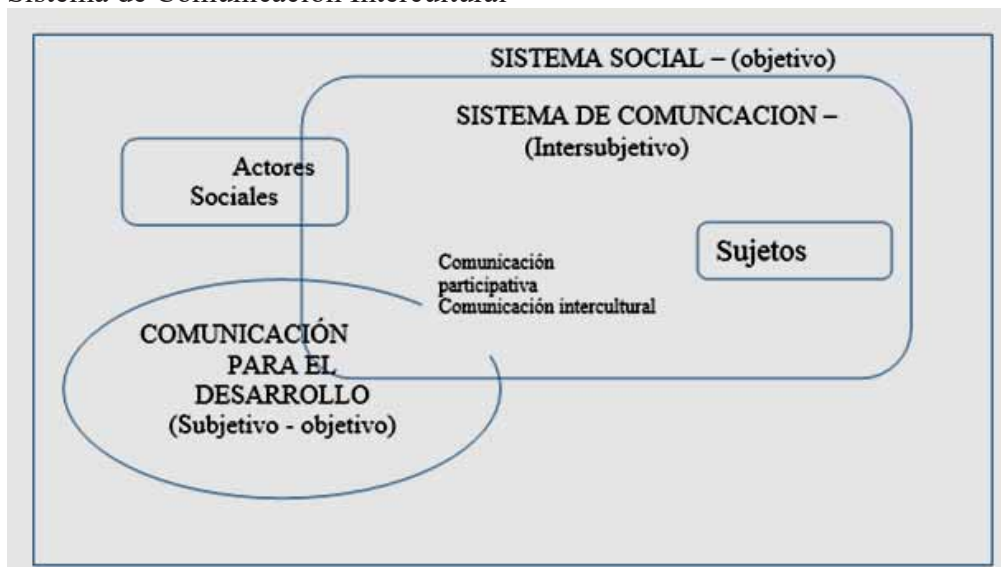 Sistema de Comunicación Intercultural
SISTEMA SOCIAL – (objetivo)
SISTEMA DE COMUNCACION –
(Intersubjetivo)
Actores
Sociales
Sujetos
Comunicación
participativa
Comunicación intercultural
COMUNICACIÓN
PARA EL
DESARROLLO
(Subjetivo - objetivo)